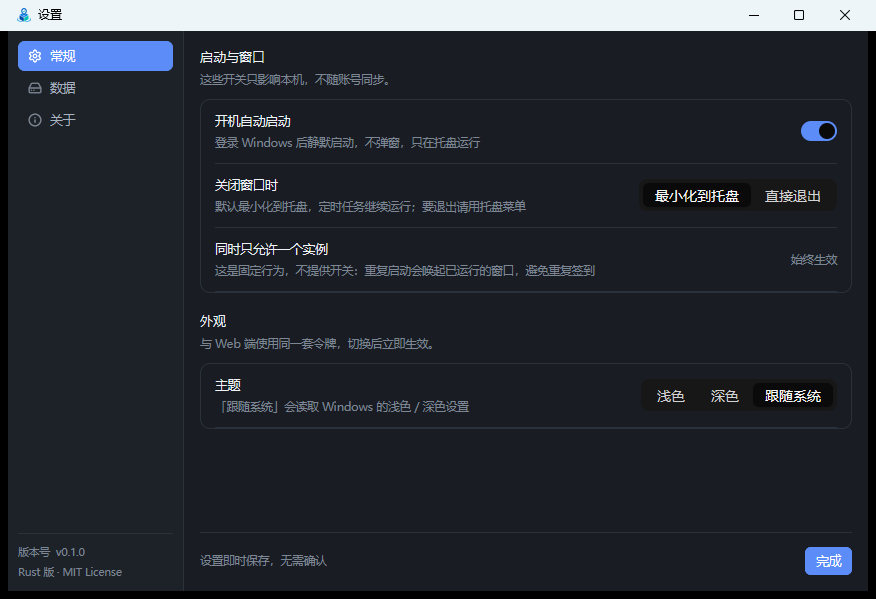 设置
常规
数据
关于
启动与窗口
这些开关只影响本机，不随账号同步。
开机自动启动
登录 Windows 后静默启动，不弹窗，只在托盘运行
关闭窗口时
默认最小化到托盘，定时任务继续运行；要退出请用托盘菜单
最小化到托盘
直接退出
同时只允许一个实例
这是固定行为，不提供开关：重复启动会唤起已运行的窗口，避免重复签到
始终生效
外观
与 Web 端使用同一套令牌，切换后立即生效。
主题
「跟随系统」会读取 Windows 的浅色 / 深色设置
浅色
深色
跟随系统
版本号 v0.1.0
Rust 版 · MIT License
设置即时保存，无需确认
完成